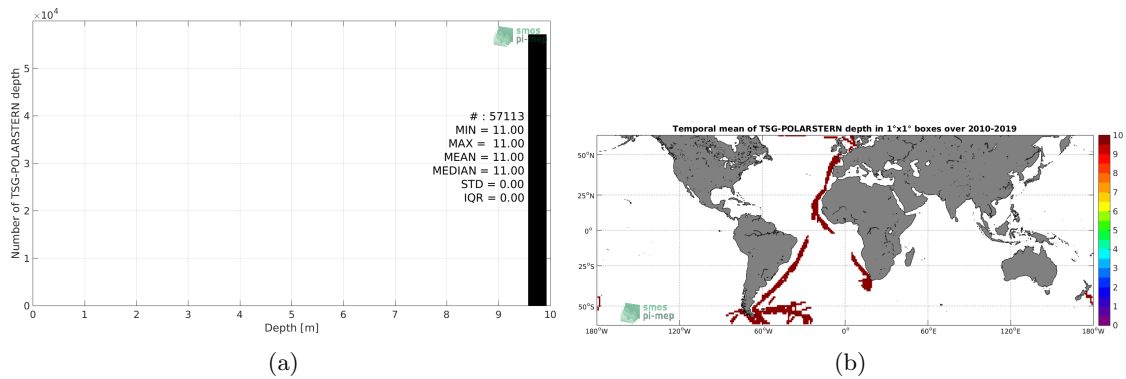 ×10⁴
smos
pi-mep
# : 57113
MIN = 11.00
MAX = 11.00
MEAN = 11.00
MEDIAN = 11.00
STD = 0.00
IQR = 0.00
Number of TSG-POLARSTERN depth
5
4
3
2
1
0
0 1 2 3 4 5 6 7 8 9 10
Depth [m]
(a)
Temporal mean of TSG-POLARSTERN depth in 1°x1° boxes over 2010-2019
50°N
25°N
0°
25°S
50°S
180°W 120°W 60°W 0° 60°E 120°E 180°E
smos
pi-mep
10
9
8
7
6
5
4
3
2
1
0
(b)